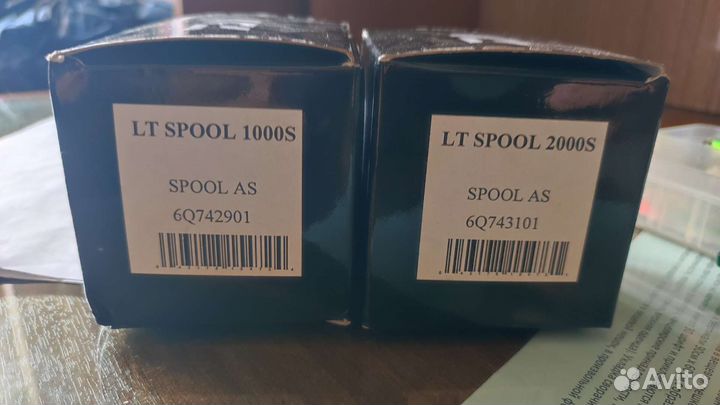 LT SPOOL 1000S
SPOOL AS
6Q742901
LT SPOOL 2000S
SPOOL AS
6Q743101
Avito